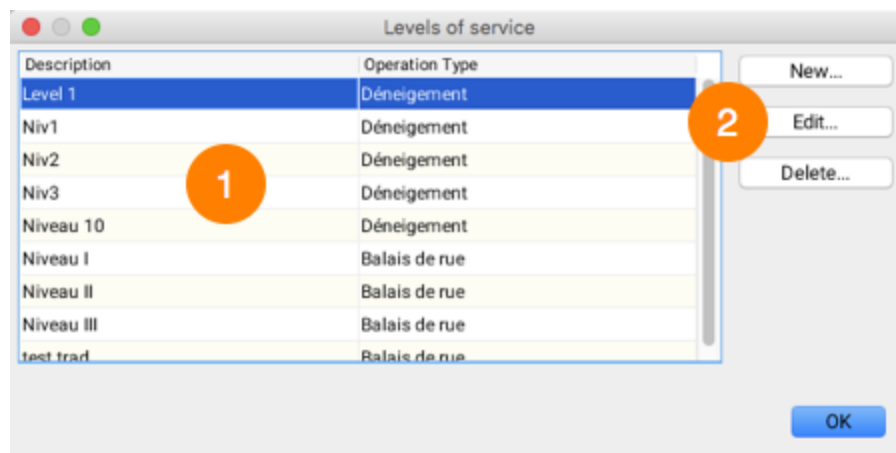 Levels of service
Description Operation Type
Level 1 Déneigement
Niv1 Déneigement
Niv2 Déneigement
Niv3 Déneigement
Niveau 10 Déneigement
Niveau I Balais de rue
Niveau II Balais de rue
Niveau III Balais de rue
test trad Balais de rue
1
2
New...
Edit...
Delete...
OK